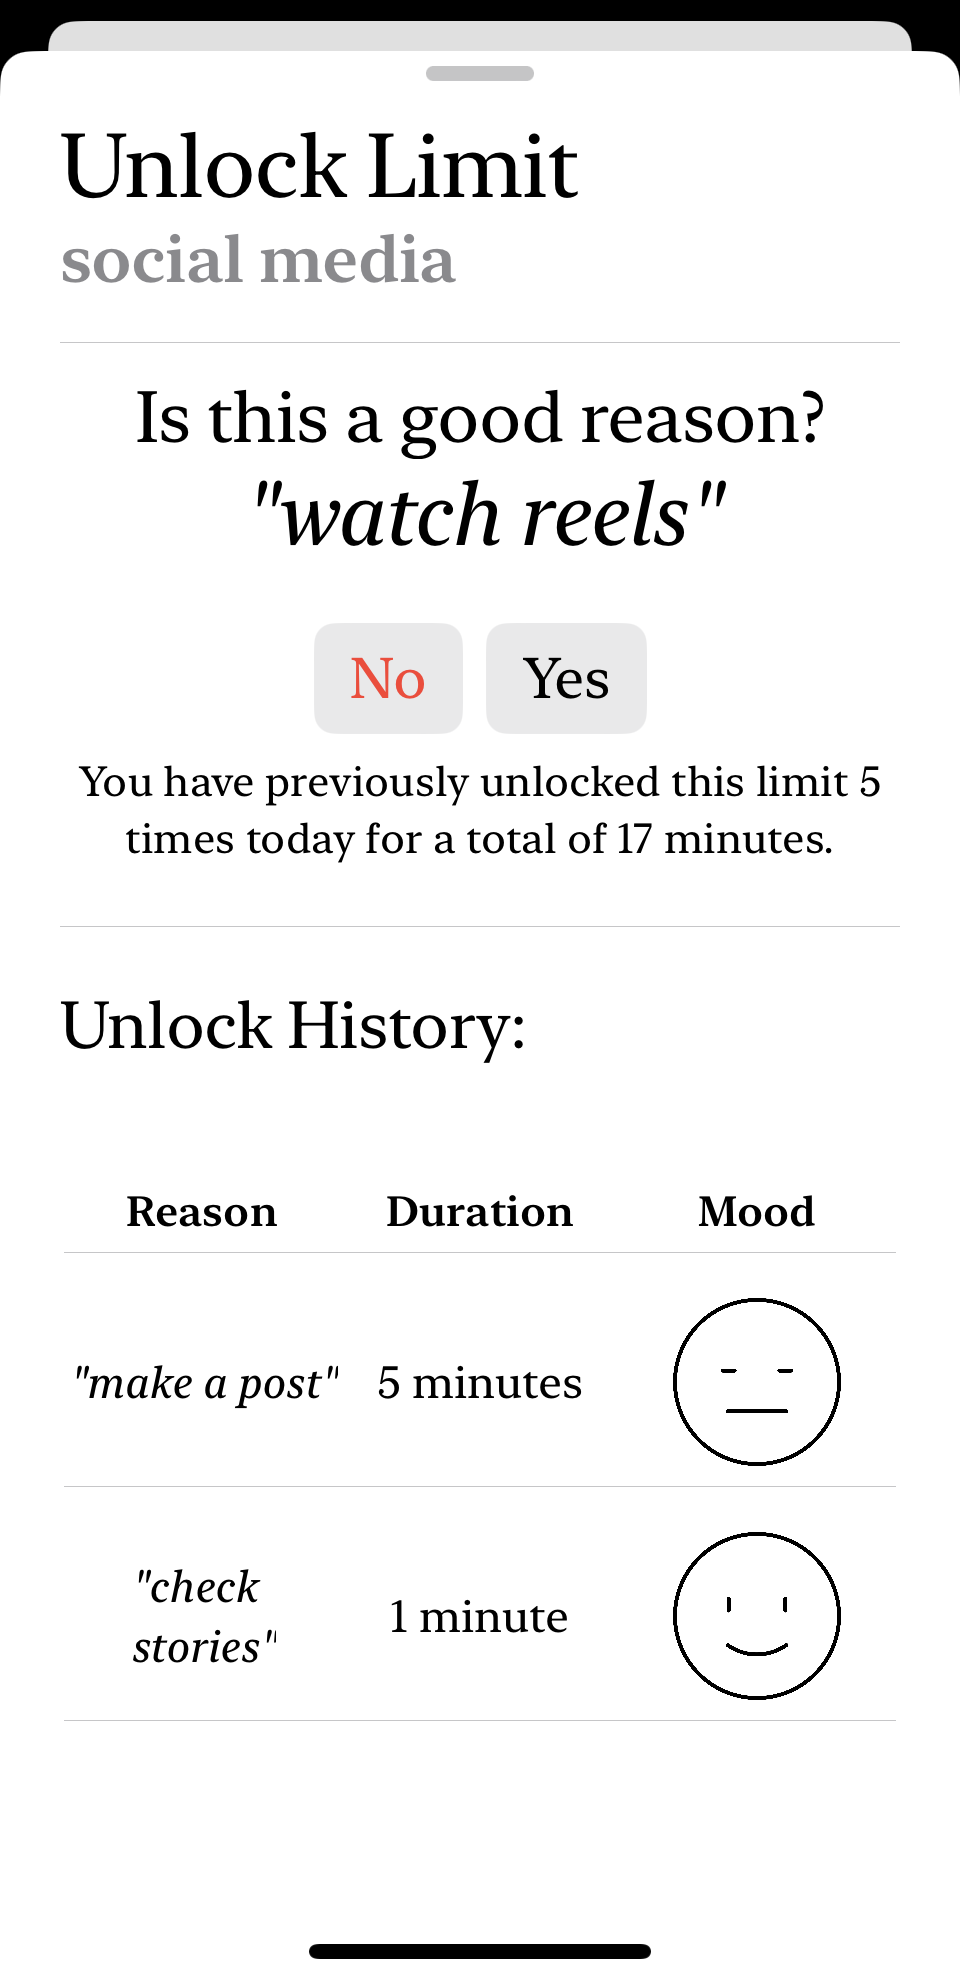 Unlock Limit
social media
Is this a good reason?
"watch reels"
No Yes
You have previously unlocked this limit 5
times today for a total of 17 minutes.
Unlock History:
Reason Duration Mood
"make a post" 5 minutes
"check
stories" 1 minute